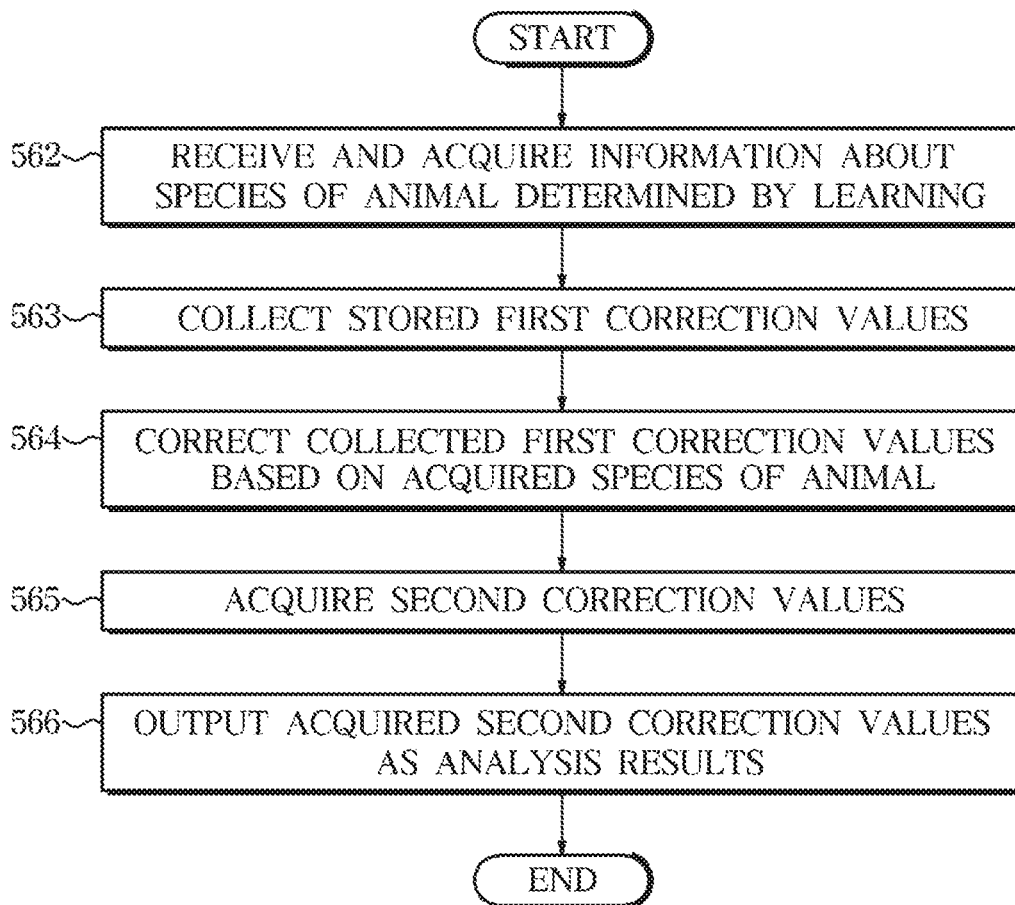 START
562
RECEIVE AND ACQUIRE INFORMATION ABOUT
SPECIES OF ANIMAL DETERMINED BY LEARNING
563
COLLECT STORED FIRST CORRECTION VALUES
564
CORRECT COLLECTED FIRST CORRECTION VALUES
BASED ON ACQUIRED SPECIES OF ANIMAL
565
ACQUIRE SECOND CORRECTION VALUES
566
OUTPUT ACQUIRED SECOND CORRECTION VALUES
AS ANALYSIS RESULTS
END